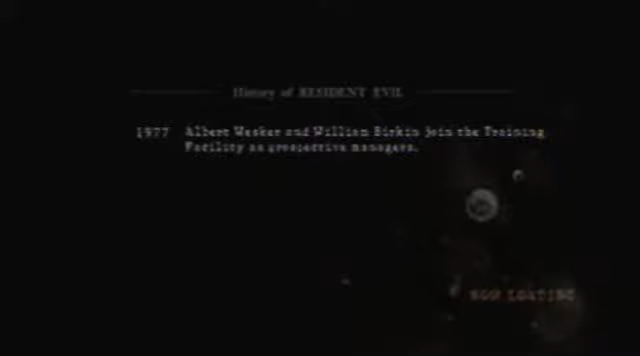 History of RESIDENT EVIL
1977 Albert Wesker and William Birkin join the Training
Facility as prospective managers.
NOW LOADING